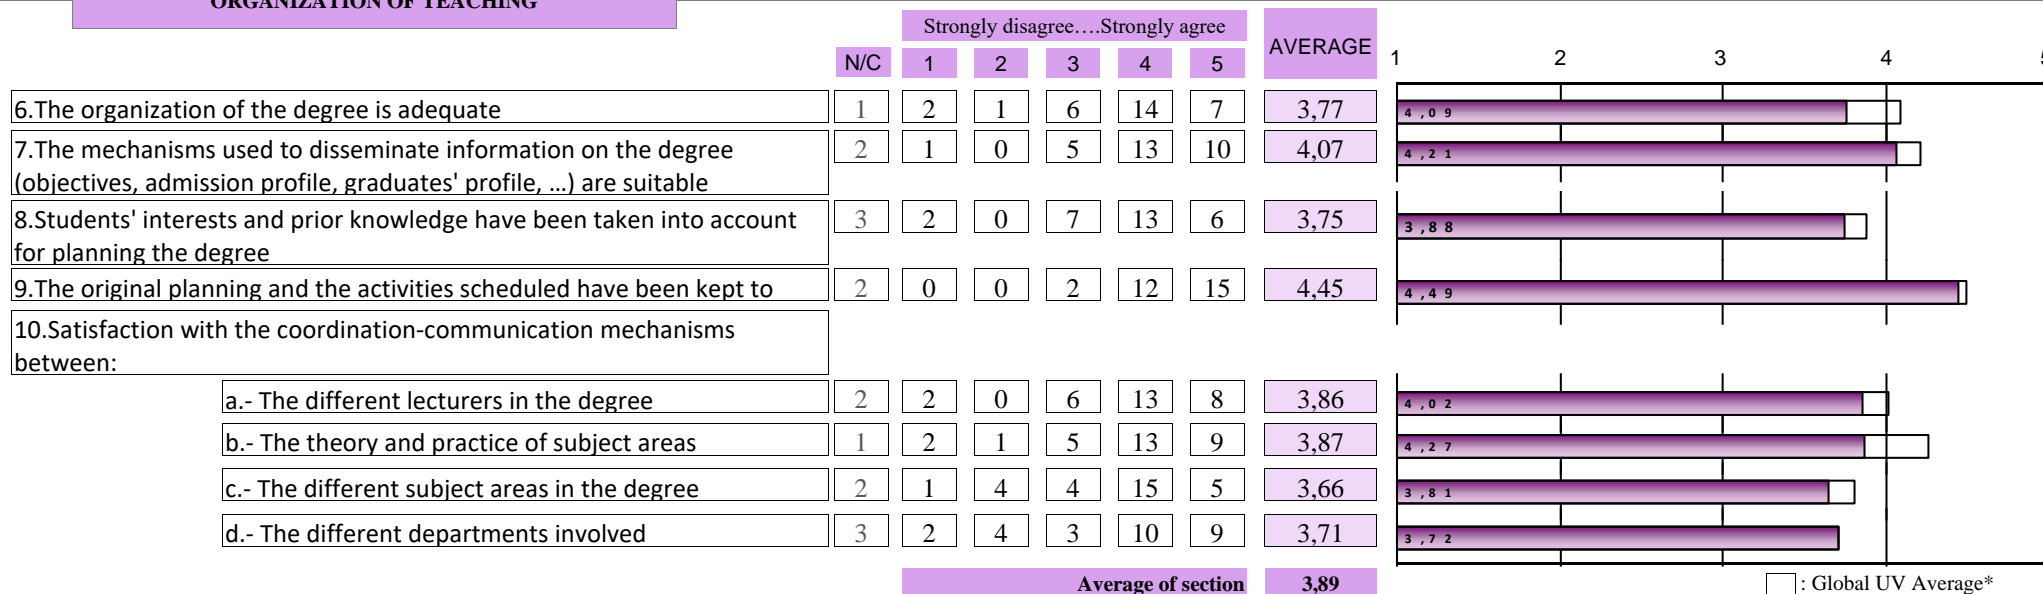 ORGANIZATION OF TEACHING
Strongly disagree….Strongly agree
AVERAGE
N/C 1 2 3 4 5
1 2 3 4 5
6.The organization of the degree is adequate 1 2 1 6 14 7 3,77 4,09
7.The mechanisms used to disseminate information on the degree 2 1 0 5 13 10 4,07 4,21
(objectives, admission profile, graduates' profile, …) are suitable
8.Students' interests and prior knowledge have been taken into account 3 2 0 7 13 6 3,75 3,88
for planning the degree
9.The original planning and the activities scheduled have been kept to 2 0 0 2 12 15 4,45 4,49
10.Satisfaction with the coordination-communication mechanisms
between:
a.- The different lecturers in the degree 2 2 0 6 13 8 3,86 4,02
b.- The theory and practice of subject areas 1 2 1 5 13 9 3,87 4,27
c.- The different subject areas in the degree 2 1 4 4 15 5 3,66 3,81
d.- The different departments involved 3 2 4 3 10 9 3,71 3,72
Average of section 3,89
: Global UV Average*